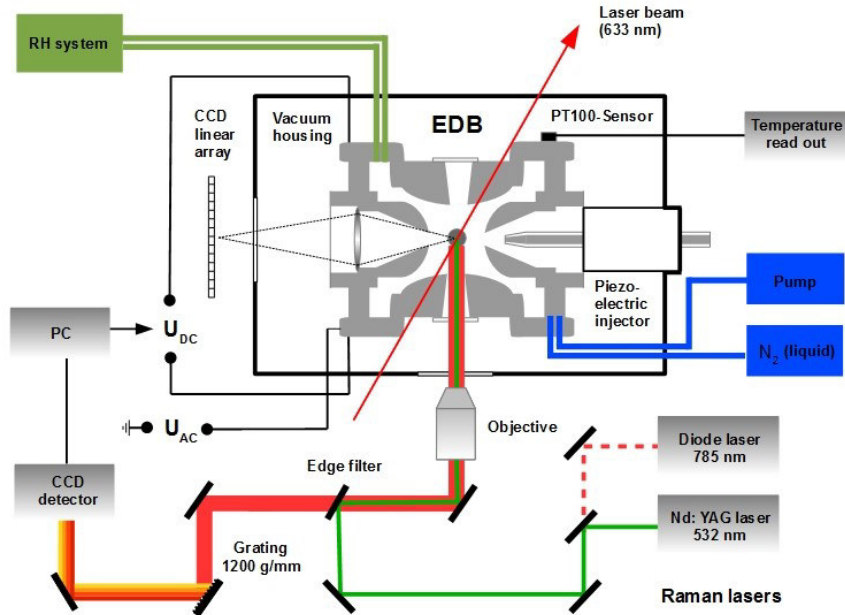 RH system
Laser beam
(633 nm)
CCD
linear
array
Vacuum
housing
EDB
PT100-Sensor
Temperature
read out
Piezo-
electric
injector
Pump
N2 (liquid)
PC
UDC
UAC
Objective
CCD
detector
Edge filter
Grating
1200 g/mm
Diode laser
785 nm
Nd: YAG laser
532 nm
Raman lasers